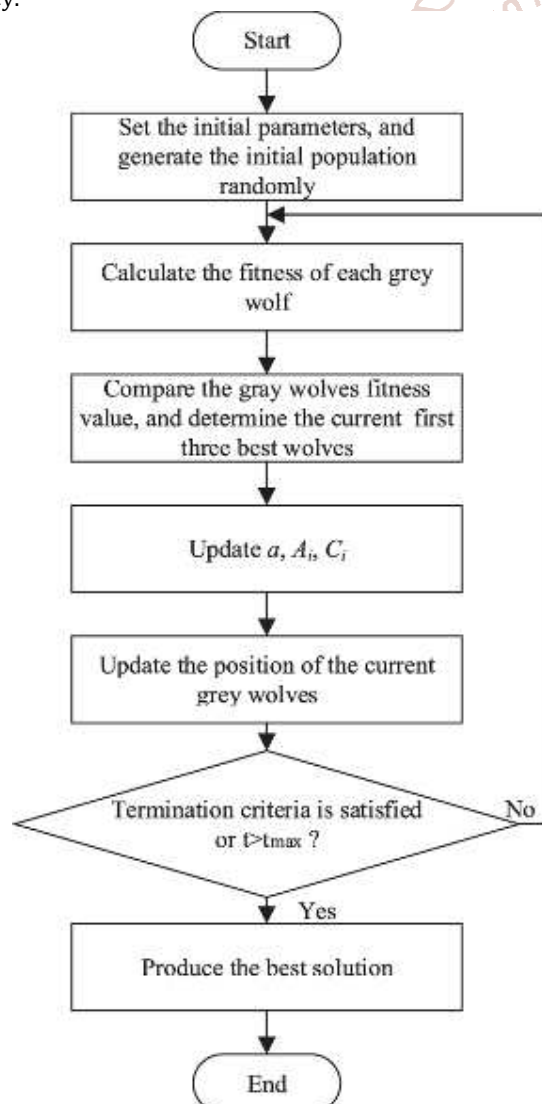 y.
Start
Set the initial parameters, and
generate the initial population
randomly
Calculate the fitness of each grey
wolf
Compare the gray wolves fitness
value, and determine the current first
three best wolves
Update a, Ai, Ci
Update the position of the current
grey wolves
Termination criteria is satisfied
or t>tmax ?
No
Yes
Produce the best solution
End